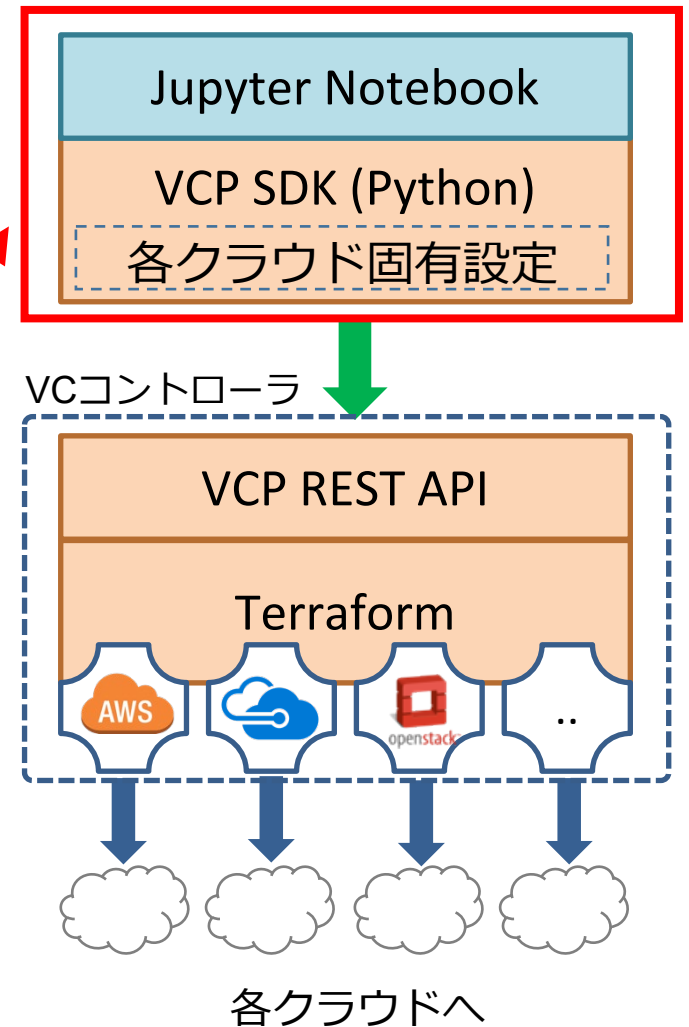 Jupyter Notebook
VCP SDK (Python)
各クラウド固有設定
VCコントローラ
VCP REST API
Terraform
AWS
openstack
..
各クラウドへ